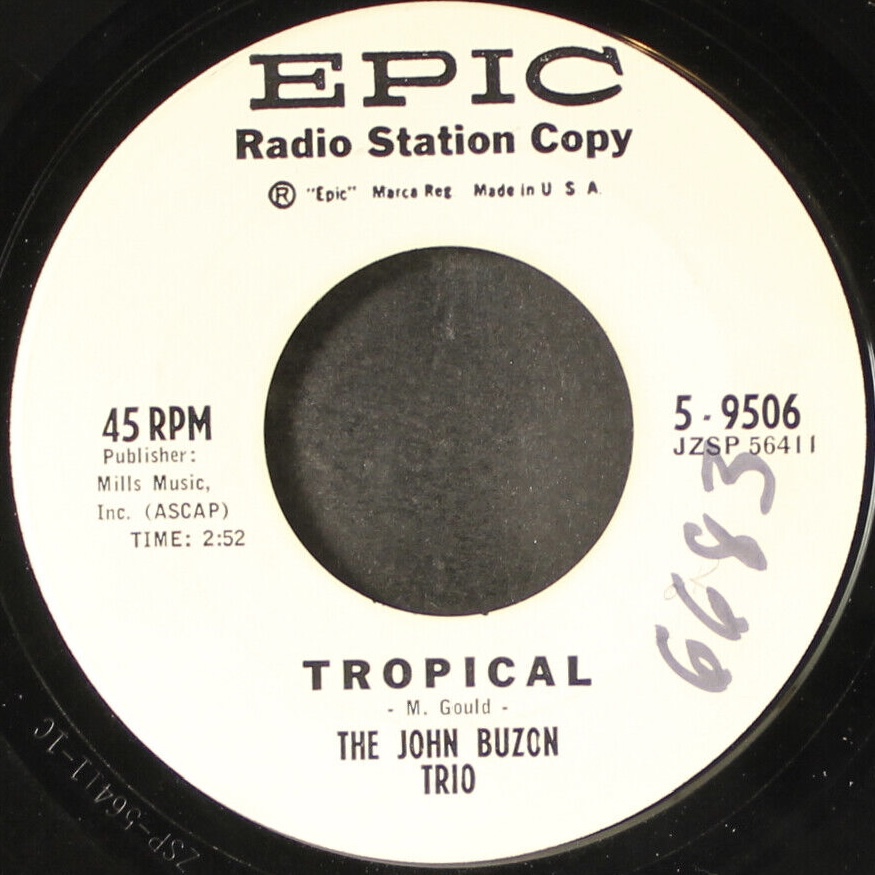 EPIC
Radio Station Copy
® "Epic" Marca Reg Made in U S A.
45 RPM
Publisher:
Mills Music,
Inc. (ASCAP)
TIME: 2:52
5 - 9506
JZSP 56411
6683
TROPICAL
- M. Gould -
THE JOHN BUZON
TRIO
ZSP-56411-1C